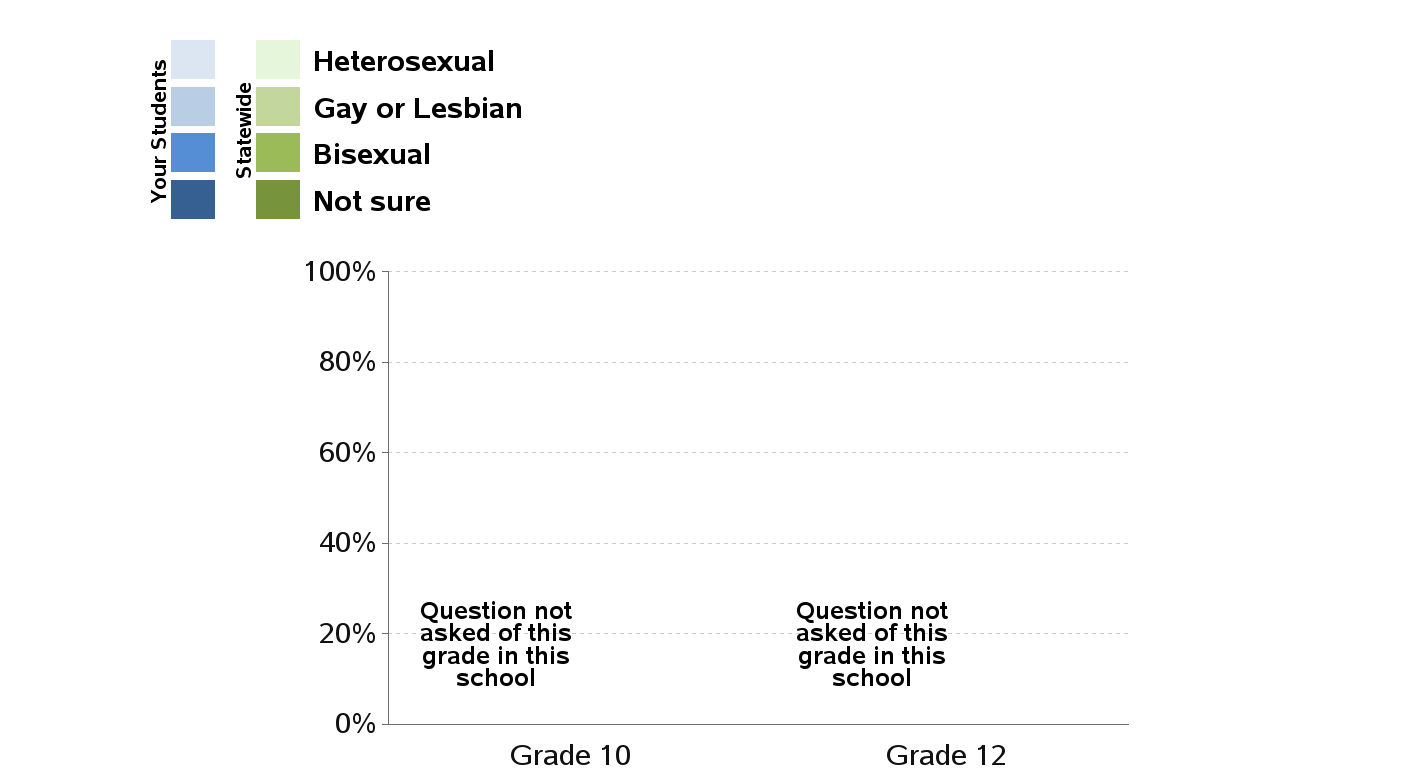 Your Students
Statewide
Heterosexual
Gay or Lesbian
Bisexual
Not sure
100%
80%
60%
40%
20%
0%
Question not
asked of this
grade in this
school
Question not
asked of this
grade in this
school
Grade 10
Grade 12